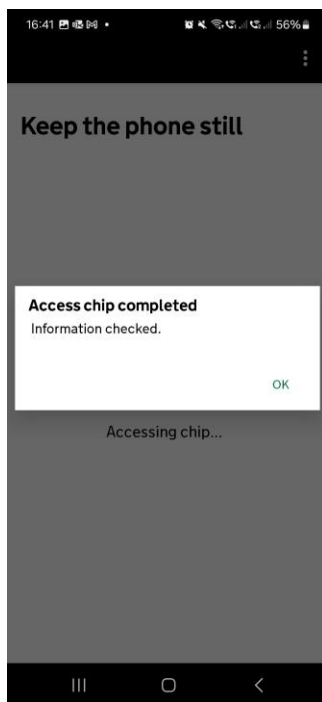 16:41
56%
Keep the phone still
Access chip completed
Information checked.
OK
Accessing chip...